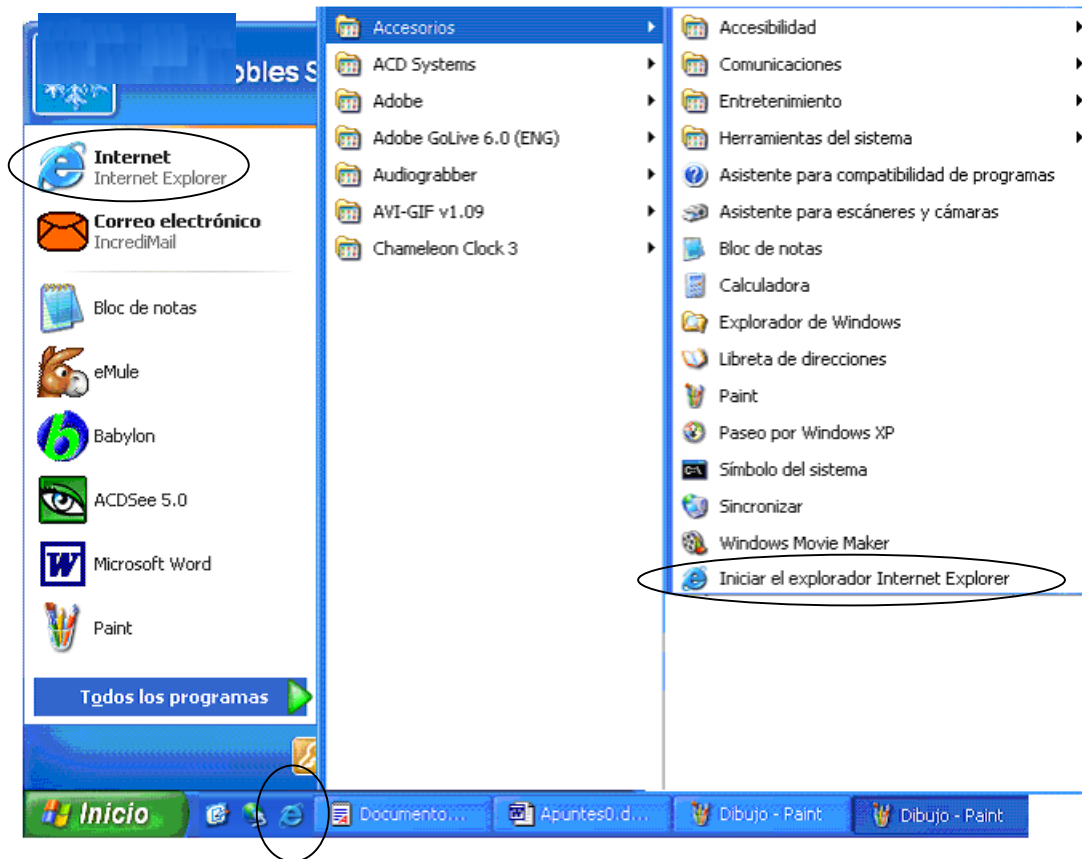 Internet
Internet Explorer
Correo electrónico
IncrediMail
Bloc de notas
eMule
Babylon
ACDSee 5.0
Microsoft Word
Paint
Todos los programas
Accesorios
ACD Systems
Adobe
Adobe GoLive 6.0 (ENG)
Audiograbber
AVI-GIF v1.09
Chameleon Clock 3
Accesibilidad
Comunicaciones
Entretenimiento
Herramientas del sistema
Asistente para compatibilidad de programas
Asistente para escáneres y cámaras
Bloc de notas
Calculadora
Explorador de Windows
Libreta de direcciones
Paint
Paseo por Windows XP
Símbolo del sistema
Sincronizar
Windows Movie Maker
Iniciar el explorador Internet Explorer
Inicio
Documento...
Apuntes0.d...
Dibujo - Paint
Dibujo - Paint